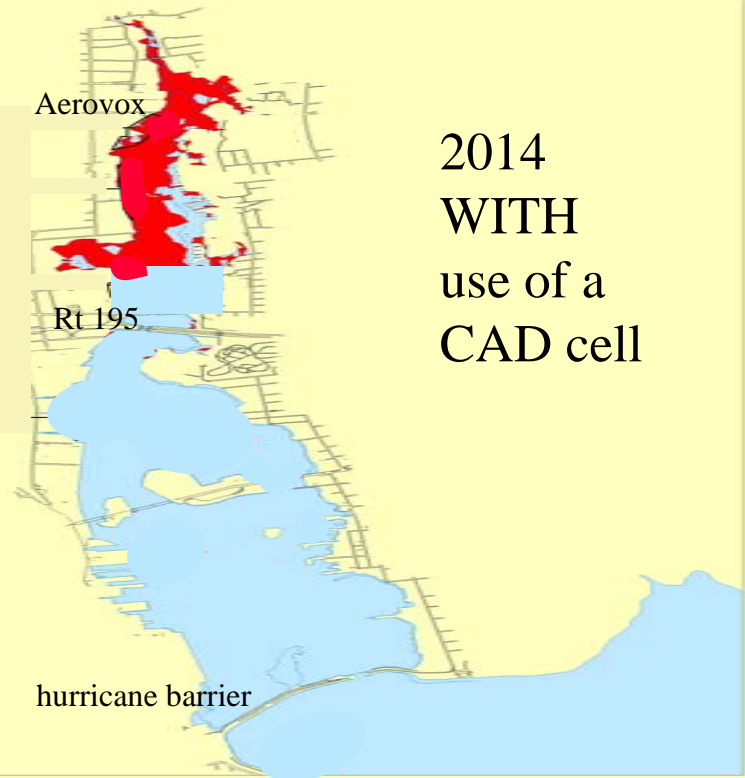 Aerovox
2014
WITH
use of a
CAD cell
Rt 195
hurricane barrier